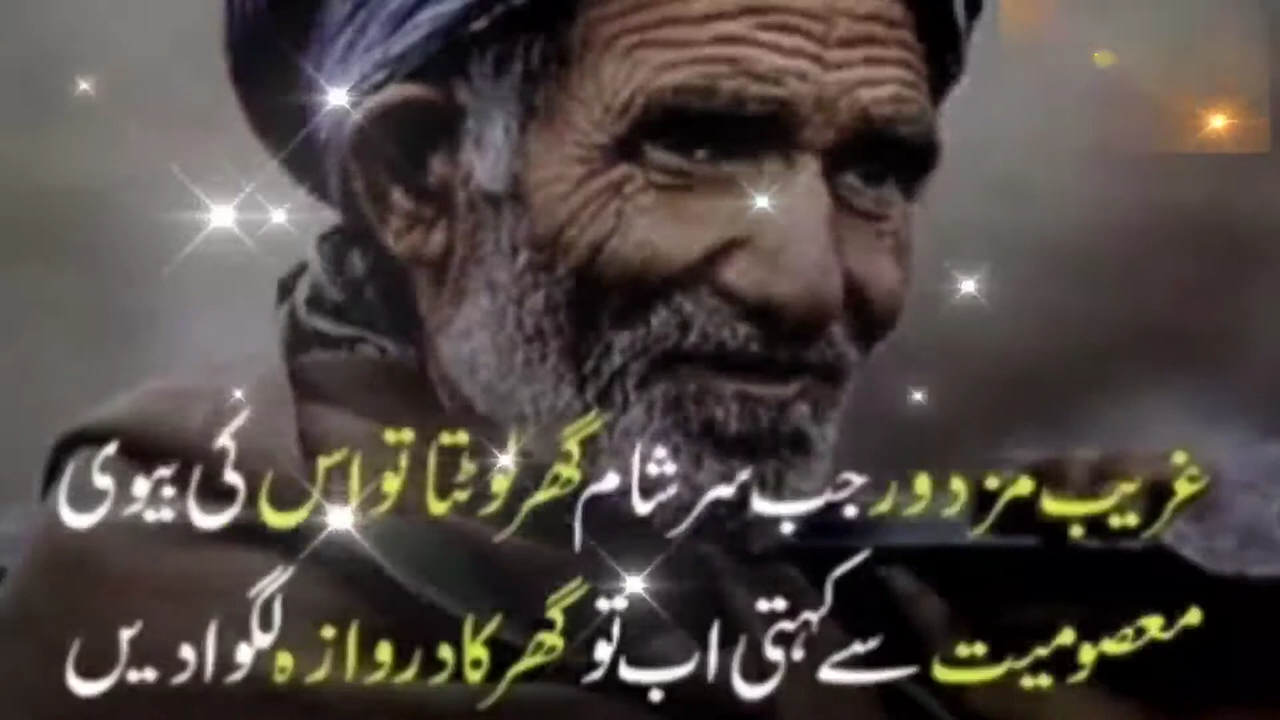 غریب مزدور جب سر شام گھر لوٹتا تو اس کی بیوی
معصومیت سے کہتی اب تو گھر کا دروازہ لگوا دیں